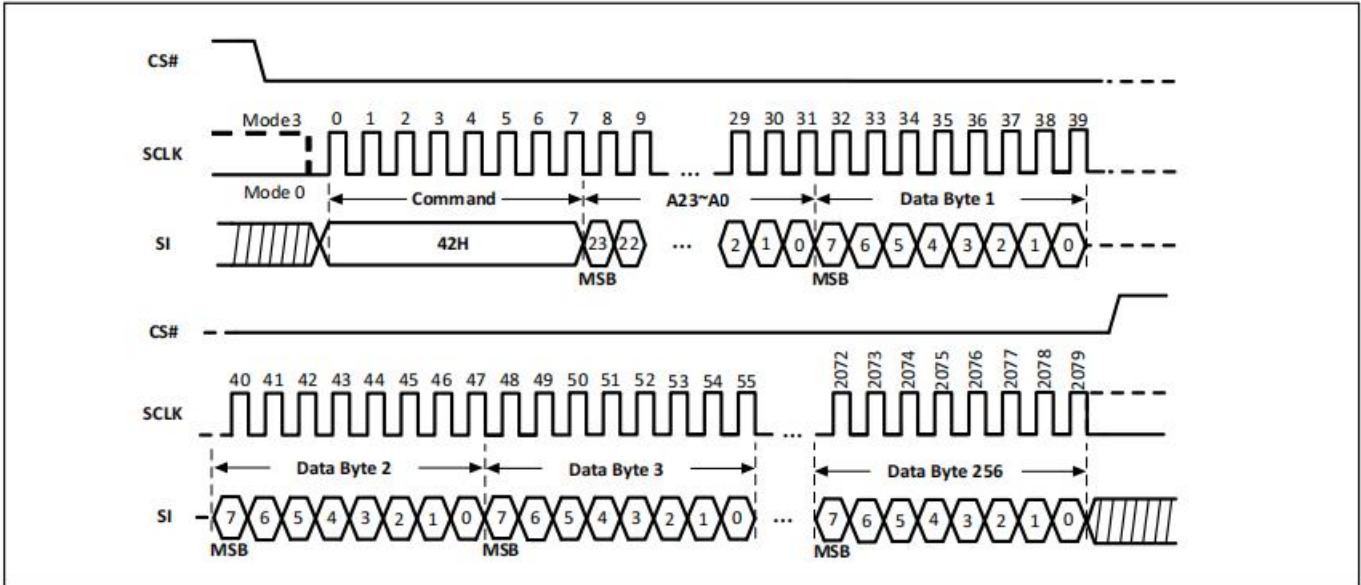 CS#
Mode3 0 1 2 3 4 5 6 7 8 9 29 30 31 32 33 34 35 36 37 38 39
SCLK ...
Mode 0 Command A23~A0 Data Byte 1
SI 42H 23 22 ... 2 1 0 7 6 5 4 3 2 1 0
MSB MSB
CS#
40 41 42 43 44 45 46 47 48 49 50 51 52 53 54 55 2072 2073 2074 2075 2076 2077 2078 2079
SCLK ...
Data Byte 2 Data Byte 3 Data Byte 256
SI 7 6 5 4 3 2 1 0 7 6 5 4 3 2 1 0 ... 7 6 5 4 3 2 1 0
MSB MSB MSB